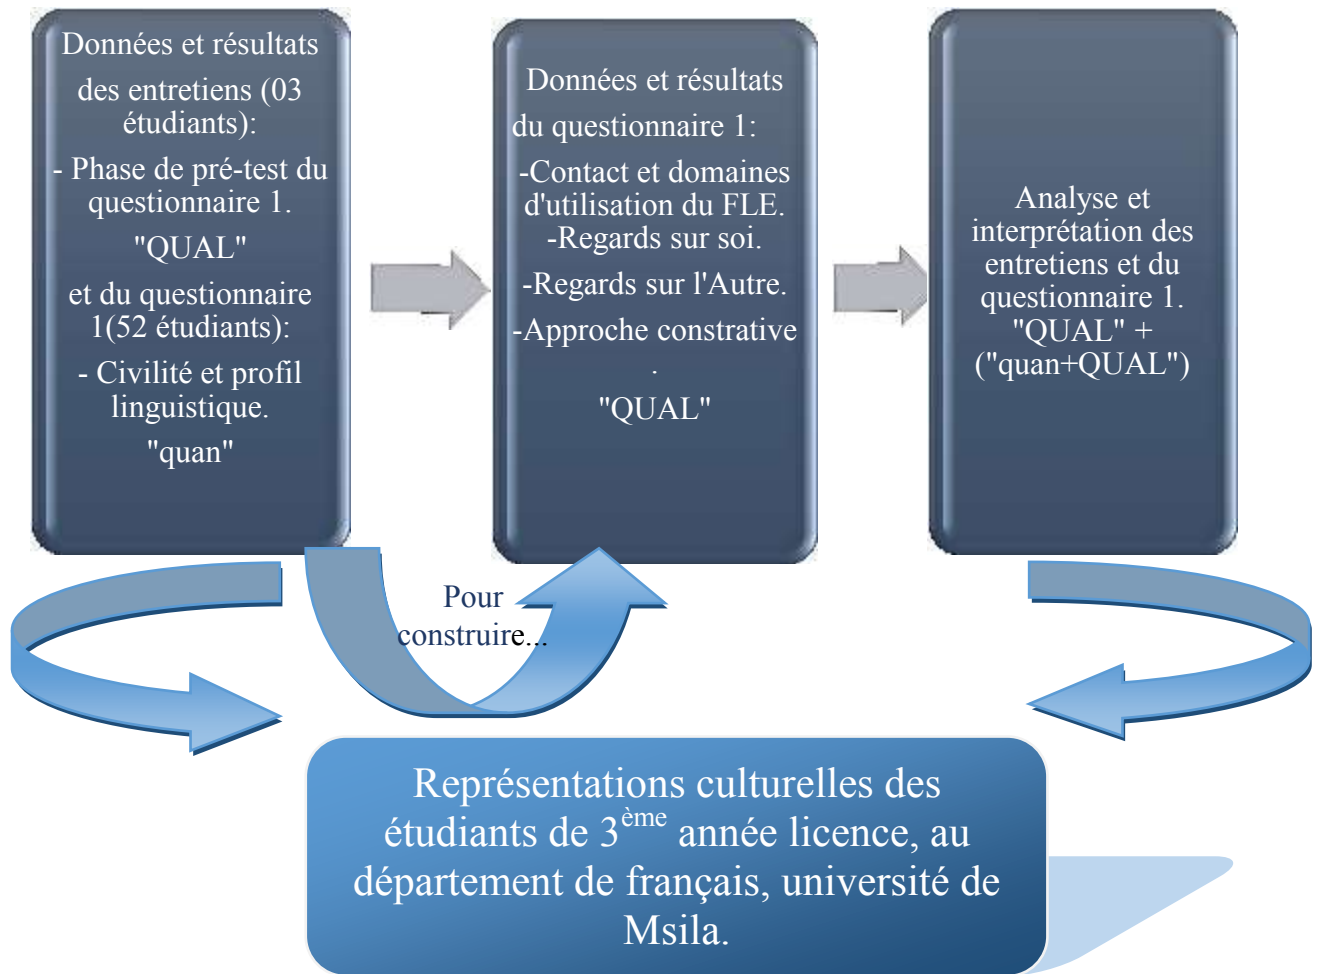 Données et résultats
des entretiens (03
étudiants):
- Phase de pré-test du
questionnaire 1.
"QUAL"
et du questionnaire
1(52 étudiants):
- Civilité et profil
linguistique.
"quan"
Données et résultats
du questionnaire 1:
-Contact et domaines
d'utilisation du FLE.
-Regards sur soi.
-Regards sur l'Autre.
-Approche constrative
.
"QUAL"
Analyse et
interprétation des
entretiens et du
questionnaire 1.
"QUAL" +
("quan+QUAL")
Pour
construire...
Représentations culturelles des
étudiants de 3ème année licence, au
département de français, université de
Msila.